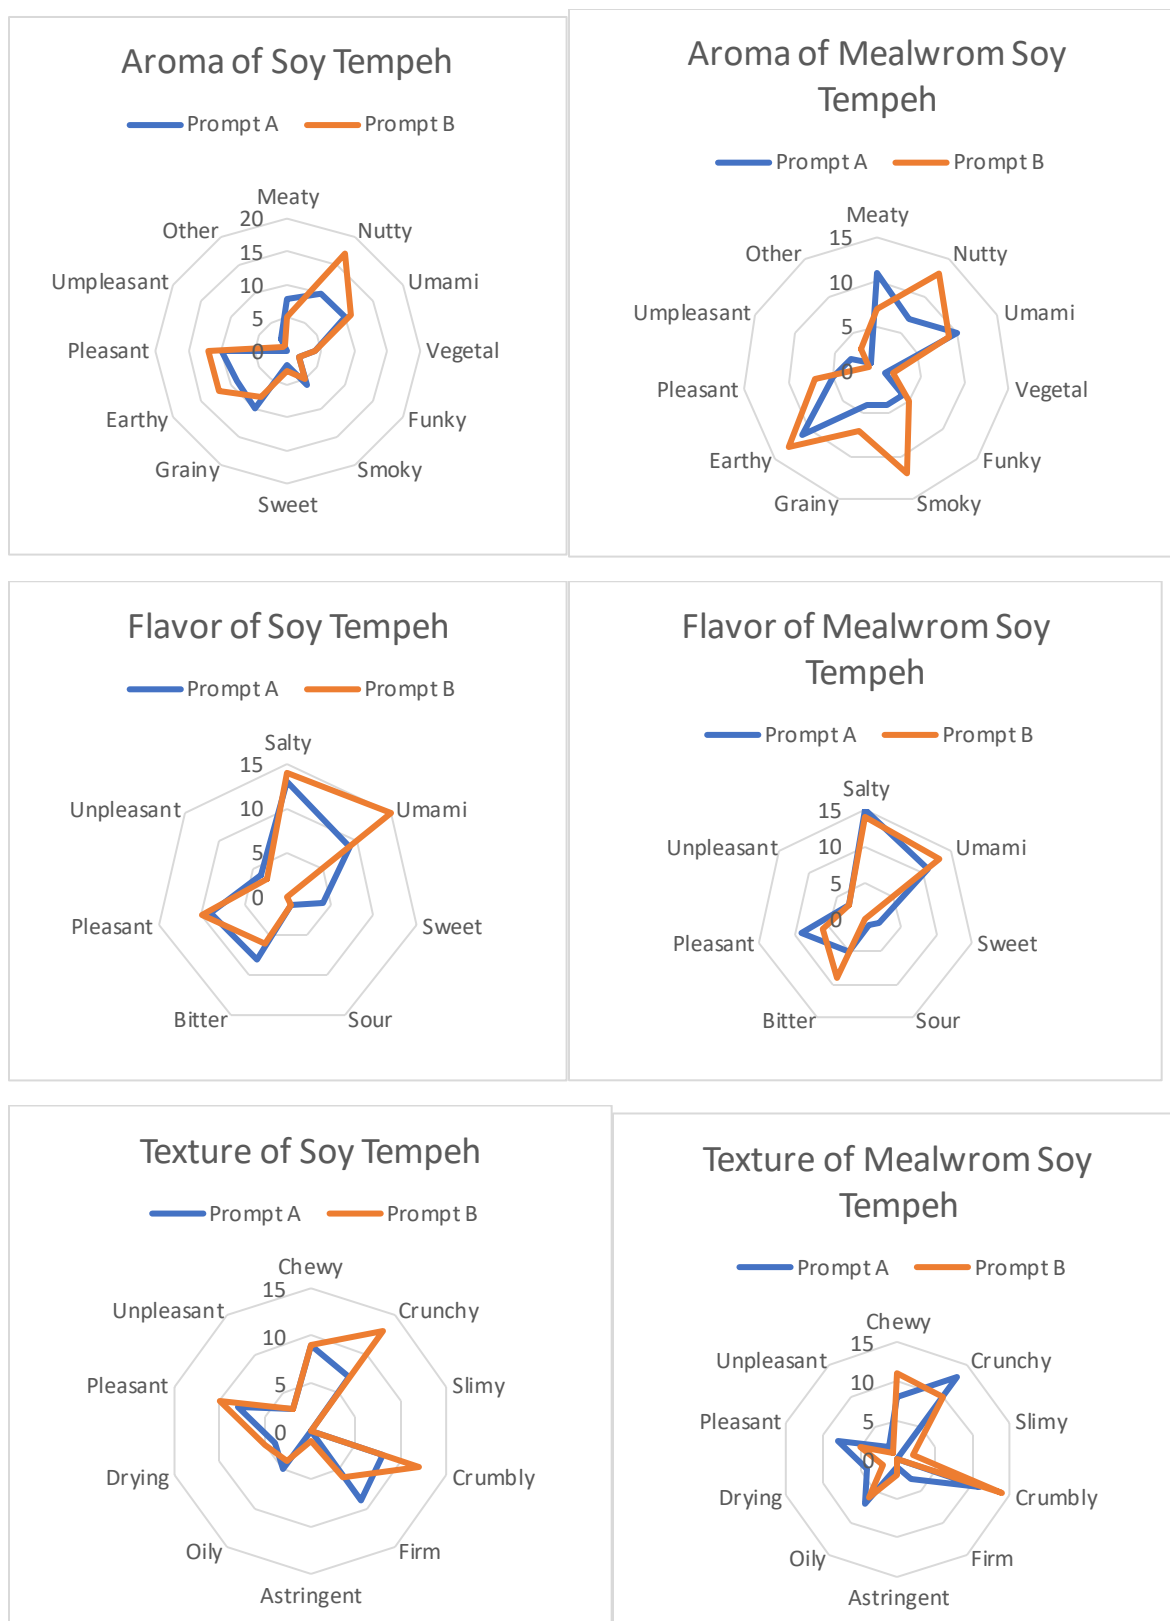 Aroma of Soy Tempeh
Prompt A Prompt B
Meaty
20
Other Nutty
15
Umpleasant 10 Umami
5
Pleasant 0 Vegetal
Earthy Funky
Grainy Smoky
Sweet
Aroma of Mealwrom Soy
Tempeh
Prompt A Prompt B
Meaty
15
Other Nutty
10
Umpleasant Umami
5
0
Pleasant Vegetal
Earthy Funky
Grainy Smoky
Flavor of Soy Tempeh
Prompt A Prompt B
Salty
15
Unpleasant 10 Umami
5
0
Pleasant Sweet
Bitter Sour
Flavor of Mealwrom Soy
Tempeh
Prompt A Prompt B
Salty
15
Unpleasant 10 Umami
5
0
Pleasant Sweet
Bitter Sour
Texture of Soy Tempeh
Prompt A Prompt B
Chewy
15
Unpleasant Crunchy
10
Pleasant 5 Slimy
0
Drying Crumbly
Oily Firm
Astringent
Texture of Mealwrom Soy
Tempeh
Prompt A Prompt B
Chewy
15
Unpleasant Crunchy
10
Pleasant 5 Slimy
0
Drying Crumbly
Oily Firm
Astringent